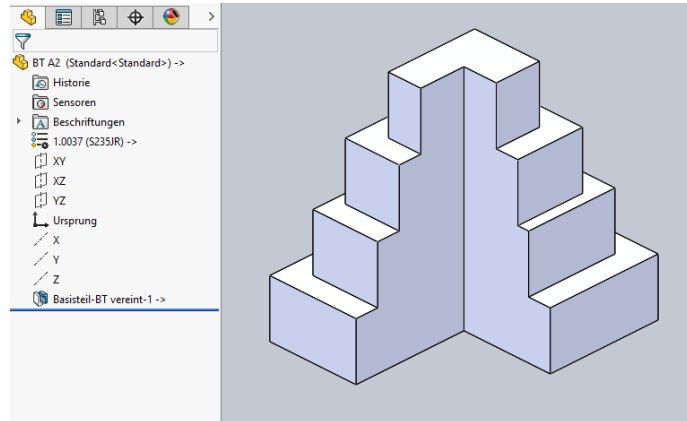 BT A2 (Standard<Standard>) ->
Historie
Sensoren
Beschriftungen
1.0037 (S235JR) ->
XY
XZ
YZ
Ursprung
X
Y
Z
Basisteil-BT vereint-1 ->